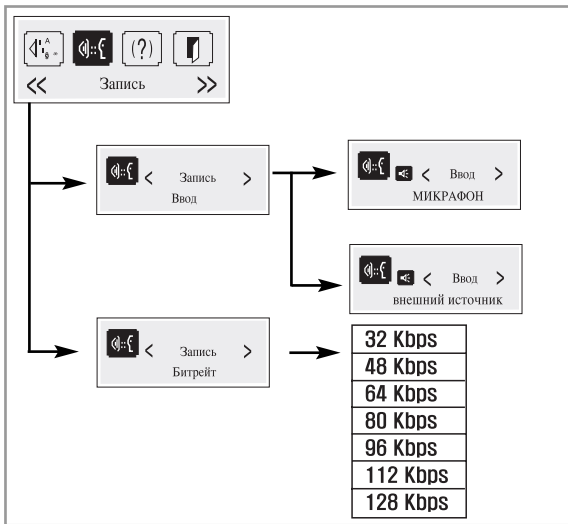 (?)
<< Запись >>
< Запись >
Ввод
< Ввод >
МИКРАФОН
< Ввод >
внешний источник
< Запись >
Битрейт
32 Kbps
48 Kbps
64 Kbps
80 Kbps
96 Kbps
112 Kbps
128 Kbps